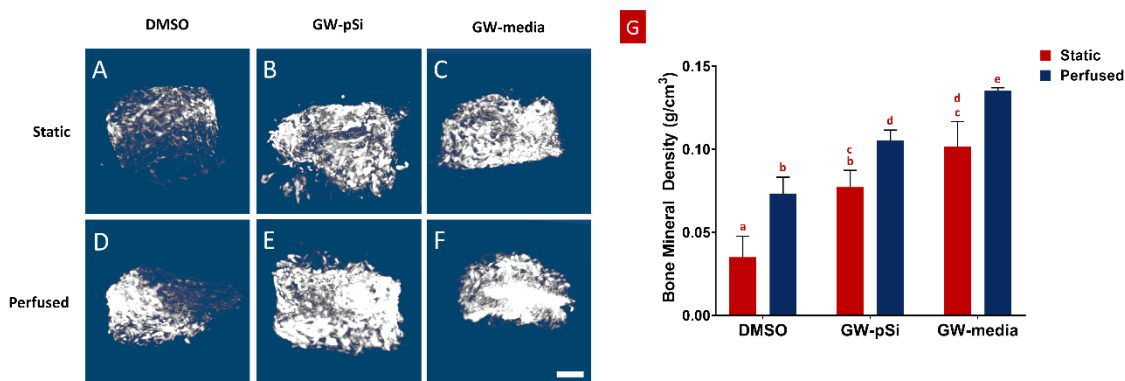 DMSO
GW-pSi
GW-media
Static
A
B
C
Perfused
D
E
F
G
Static
Perfused
Bone Mineral Density (g/cm³)
0.15
0.10
0.05
0.00
a
b
c
b
d
d
c
e
DMSO
GW-pSi
GW-media